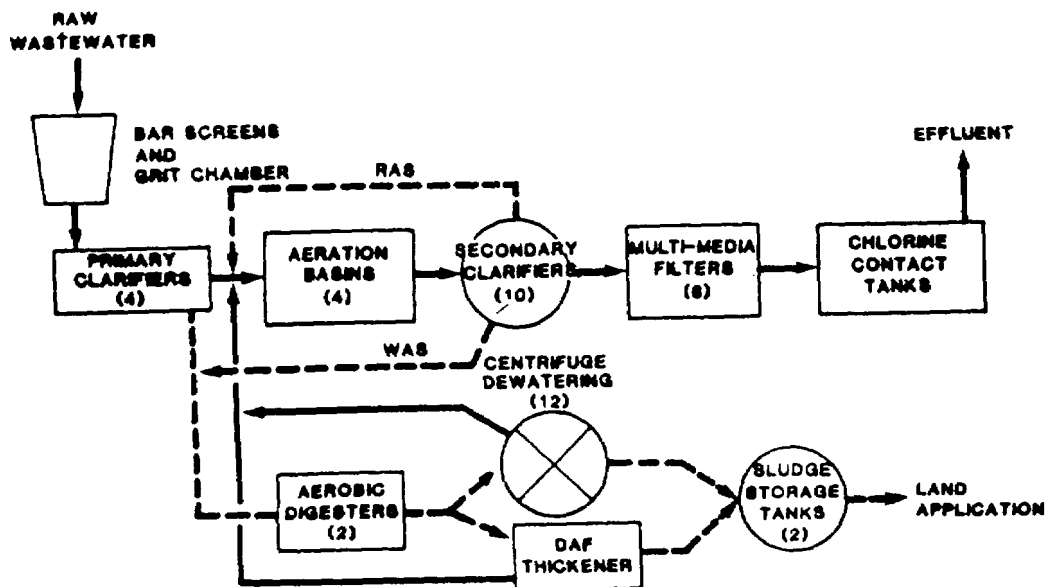 RAW
WASTEWATER
BAR SCREENS
AND
GRIT CHAMBER
EFFLUENT
RAS
PRIMARY
CLARIFIERS
(4)
AERATION
BASINS
(4)
SECONDARY
CLARIFIERS
(10)
MULTI-MEDIA
FILTERS
(8)
CHLORINE
CONTACT
TANKS
WAS
CENTRIFUGE
DEWATERING
(12)
AEROBIC
DIGESTERS
(2)
DAF
THICKENER
SLUDGE
STORAGE
TANKS
(2)
LAND
APPLICATION